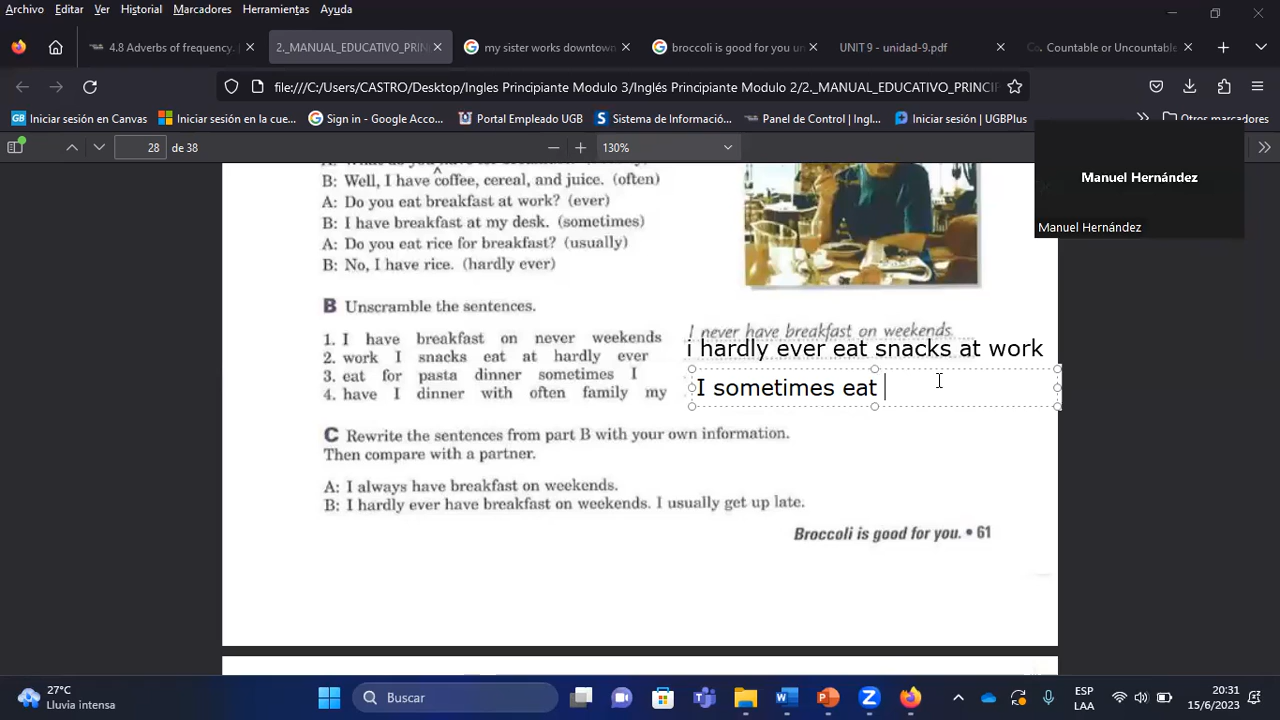 Archivo Editar Ver Historial Marcadores Herramientas Ayuda
4.8 Adverbs of frequency.
2._MANUAL_EDUCATIVO_PRIN
my sister works downtown
broccoli is good for you un
UNIT 9 - unidad-9.pdf
Countable or Uncountable
file:///C:/Users/CASTRO/Desktop/Ingles Principiante Modulo 3/Inglés Principiante Modulo 2/2._MANUAL_EDUCATIVO_PRINCIP
Iniciar sesión en Canvas
Iniciar sesión en la cue...
Sign in - Google Acco...
Portal Empleado UGB
Sistema de Informació...
Panel de Control | Ingl...
Iniciar sesión | UGBPlus
Otros marcadores
28 de 38
130%
Manuel Hernández
Manuel Hernández
B: Well, I have ^ coffee, cereal, and juice. (often)
A: Do you eat breakfast at work? (ever)
B: I have breakfast at my desk. (sometimes)
A: Do you eat rice for breakfast? (usually)
B: No, I have rice. (hardly ever)
B Unscramble the sentences.
1. I have breakfast on never weekends
I never have breakfast on weekends.
2. work I snacks eat at hardly ever
i hardly ever eat snacks at work
3. eat for pasta dinner sometimes I
I sometimes eat
4. have I dinner with often family my
C Rewrite the sentences from part B with your own information.
Then compare with a partner.
A: I always have breakfast on weekends.
B: I hardly ever have breakfast on weekends. I usually get up late.
Broccoli is good for you. • 61
27°C
Lluvia intensa
Buscar
ESP
LAA
20:31
15/6/2023